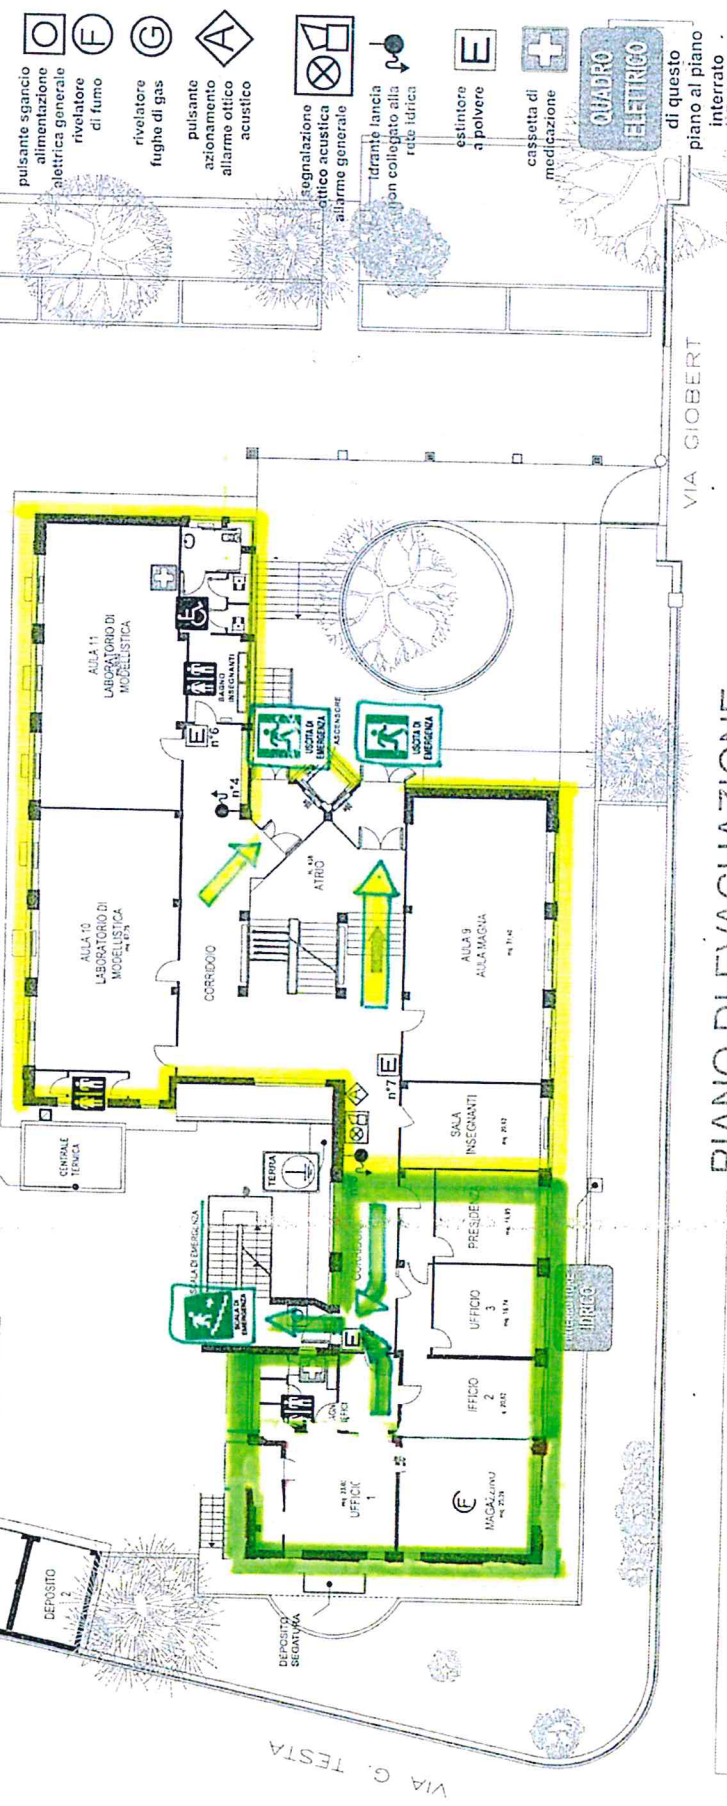 pulsante sgancio
alimentazione
elettrica generale
rivelatore
di fumo
F
rivelatore
fughe di gas
G
pulsante
azionamento
allarme ottico
acustico
A
segnalazione
ottico acustica
allarme generale
idrante lancia
non collegato alla
rete idrica
estintore
a polvere
E
cassetta di
medicazione
QUADRO
ELETTRICO
di questo
piano al piano
interrato
VIA GIOBERT
AULA 11
LABORATORIO DI
MODELLISTICA
BAGNO
INSEGNANTI
E
n°6
n°4
USCITA DI
EMERGENZA
ASCENSORE
USCITA DI
EMERGENZA
AULA 10
LABORATORIO DI
MODELLISTICA
CORRIDOIO
ATRIO
AULA 9
AULA MAGNA
E
n°7
A
SALA
INSEGNANTI
CENTRALE
TERMICA
TERRA
SCALA DI EMERGENZA
SCALA DI
EMERGENZA
E
PRESIDENZA
UFFICIO
3
IDRICO
UFFICIO
1
2
F
MAGAZZINO
DEPOSITO
2
DEPOSITO
SEGATURA
VIA G. TESTA
PIANO DI EVACUAZIONE